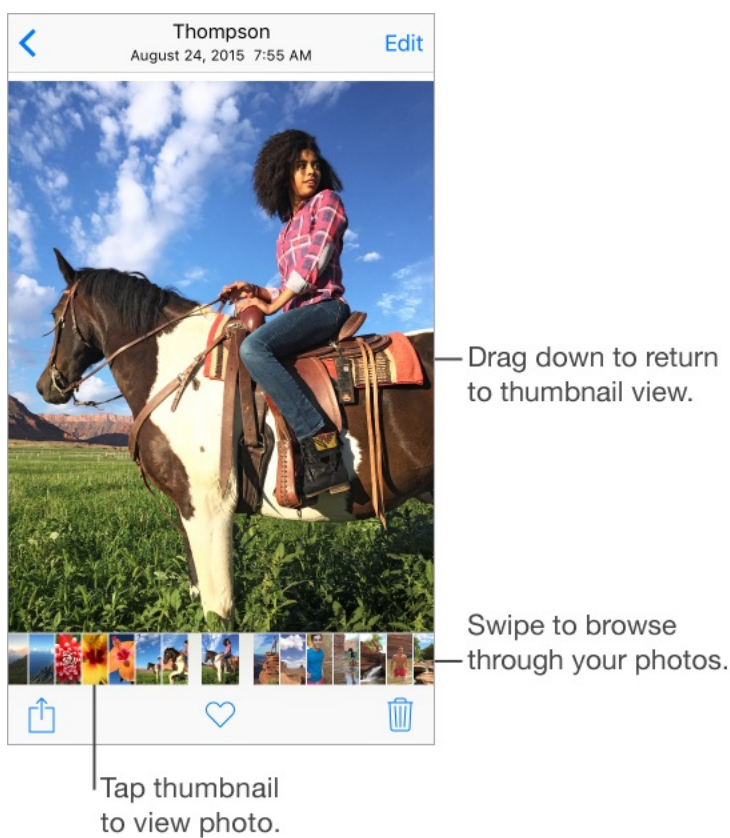 Thompson
August 24, 2015 7:55 AM
Edit
Drag down to return
to thumbnail view.
Swipe to browse
through your photos.
Tap thumbnail
to view photo.